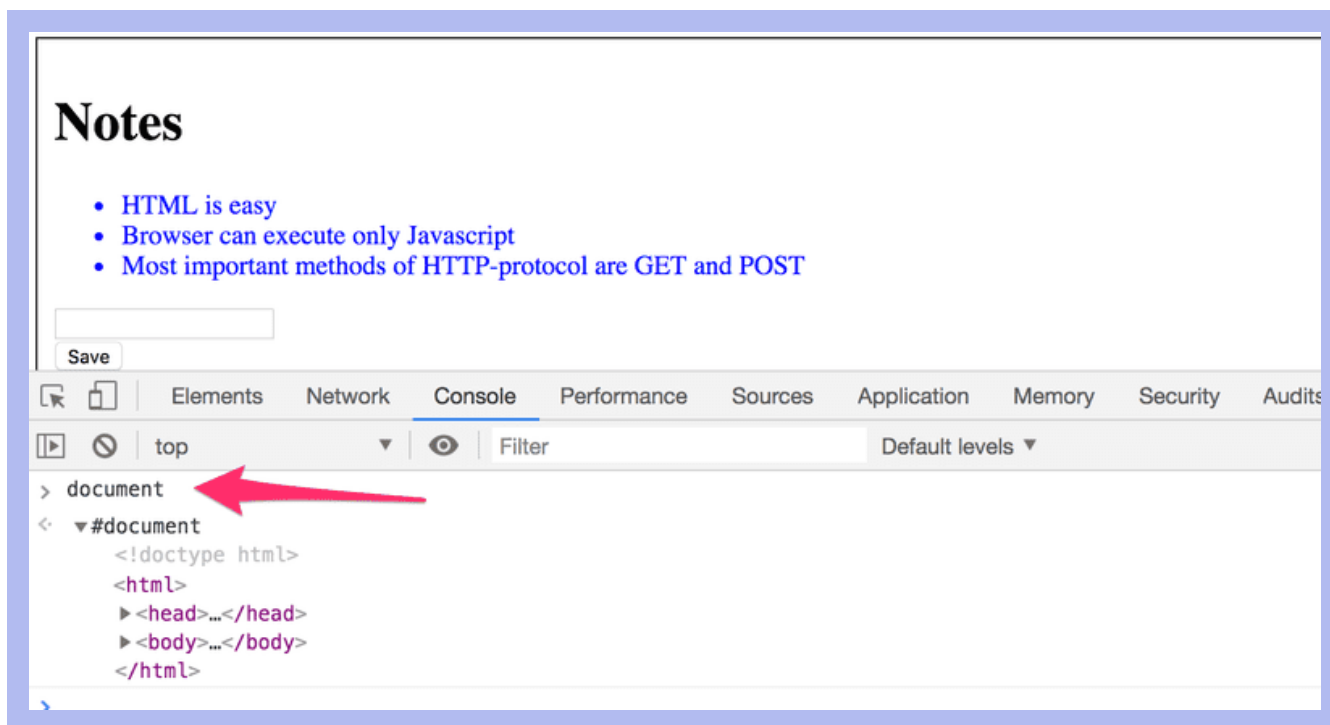 Notes
HTML is easy
Browser can execute only Javascript
Most important methods of HTTP-protocol are GET and POST
Save
Elements Network Console Performance Sources Application Memory Security Audits
top Filter Default levels
> document
#document
<!doctype html>
<html>
<head>…</head>
<body>…</body>
</html>
>